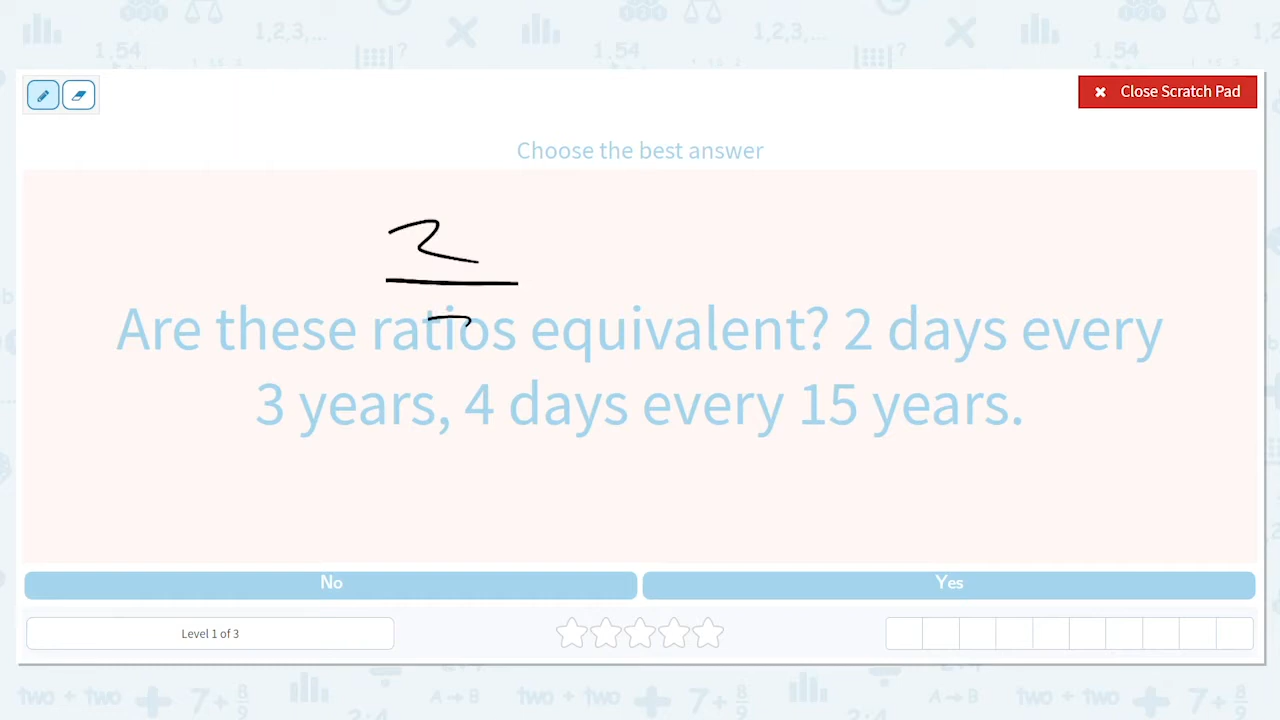 Close Scratch Pad
Choose the best answer
2
Are these ratios equivalent? 2 days every
3 years, 4 days every 15 years.
No
Yes
Level 1 of 3